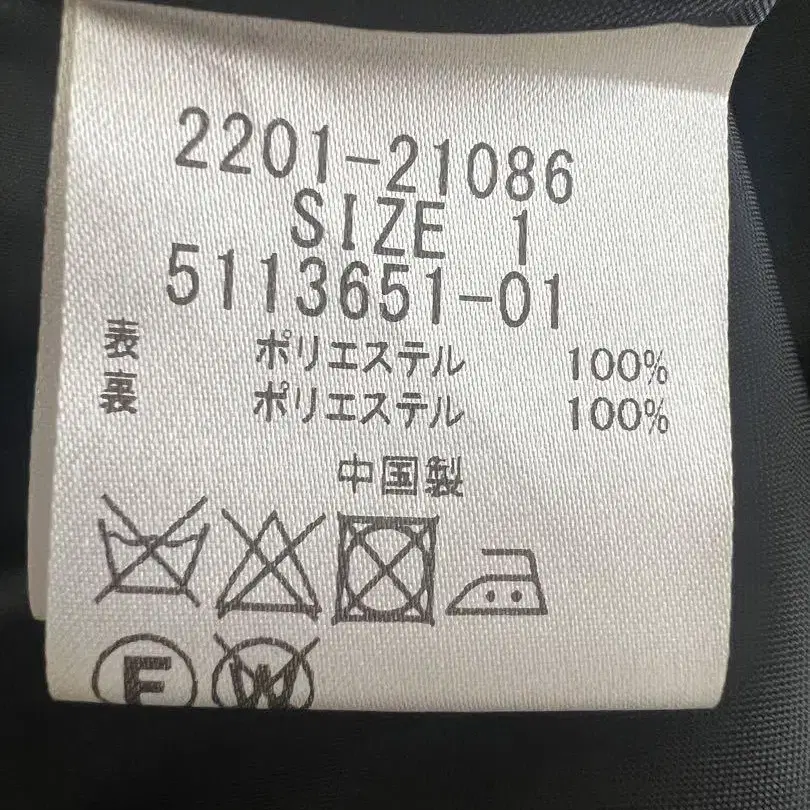 2201-21086
SIZE 1
5113651-01
表 ポリエステル 100%
裏 ポリエステル 100%
中国製
F W